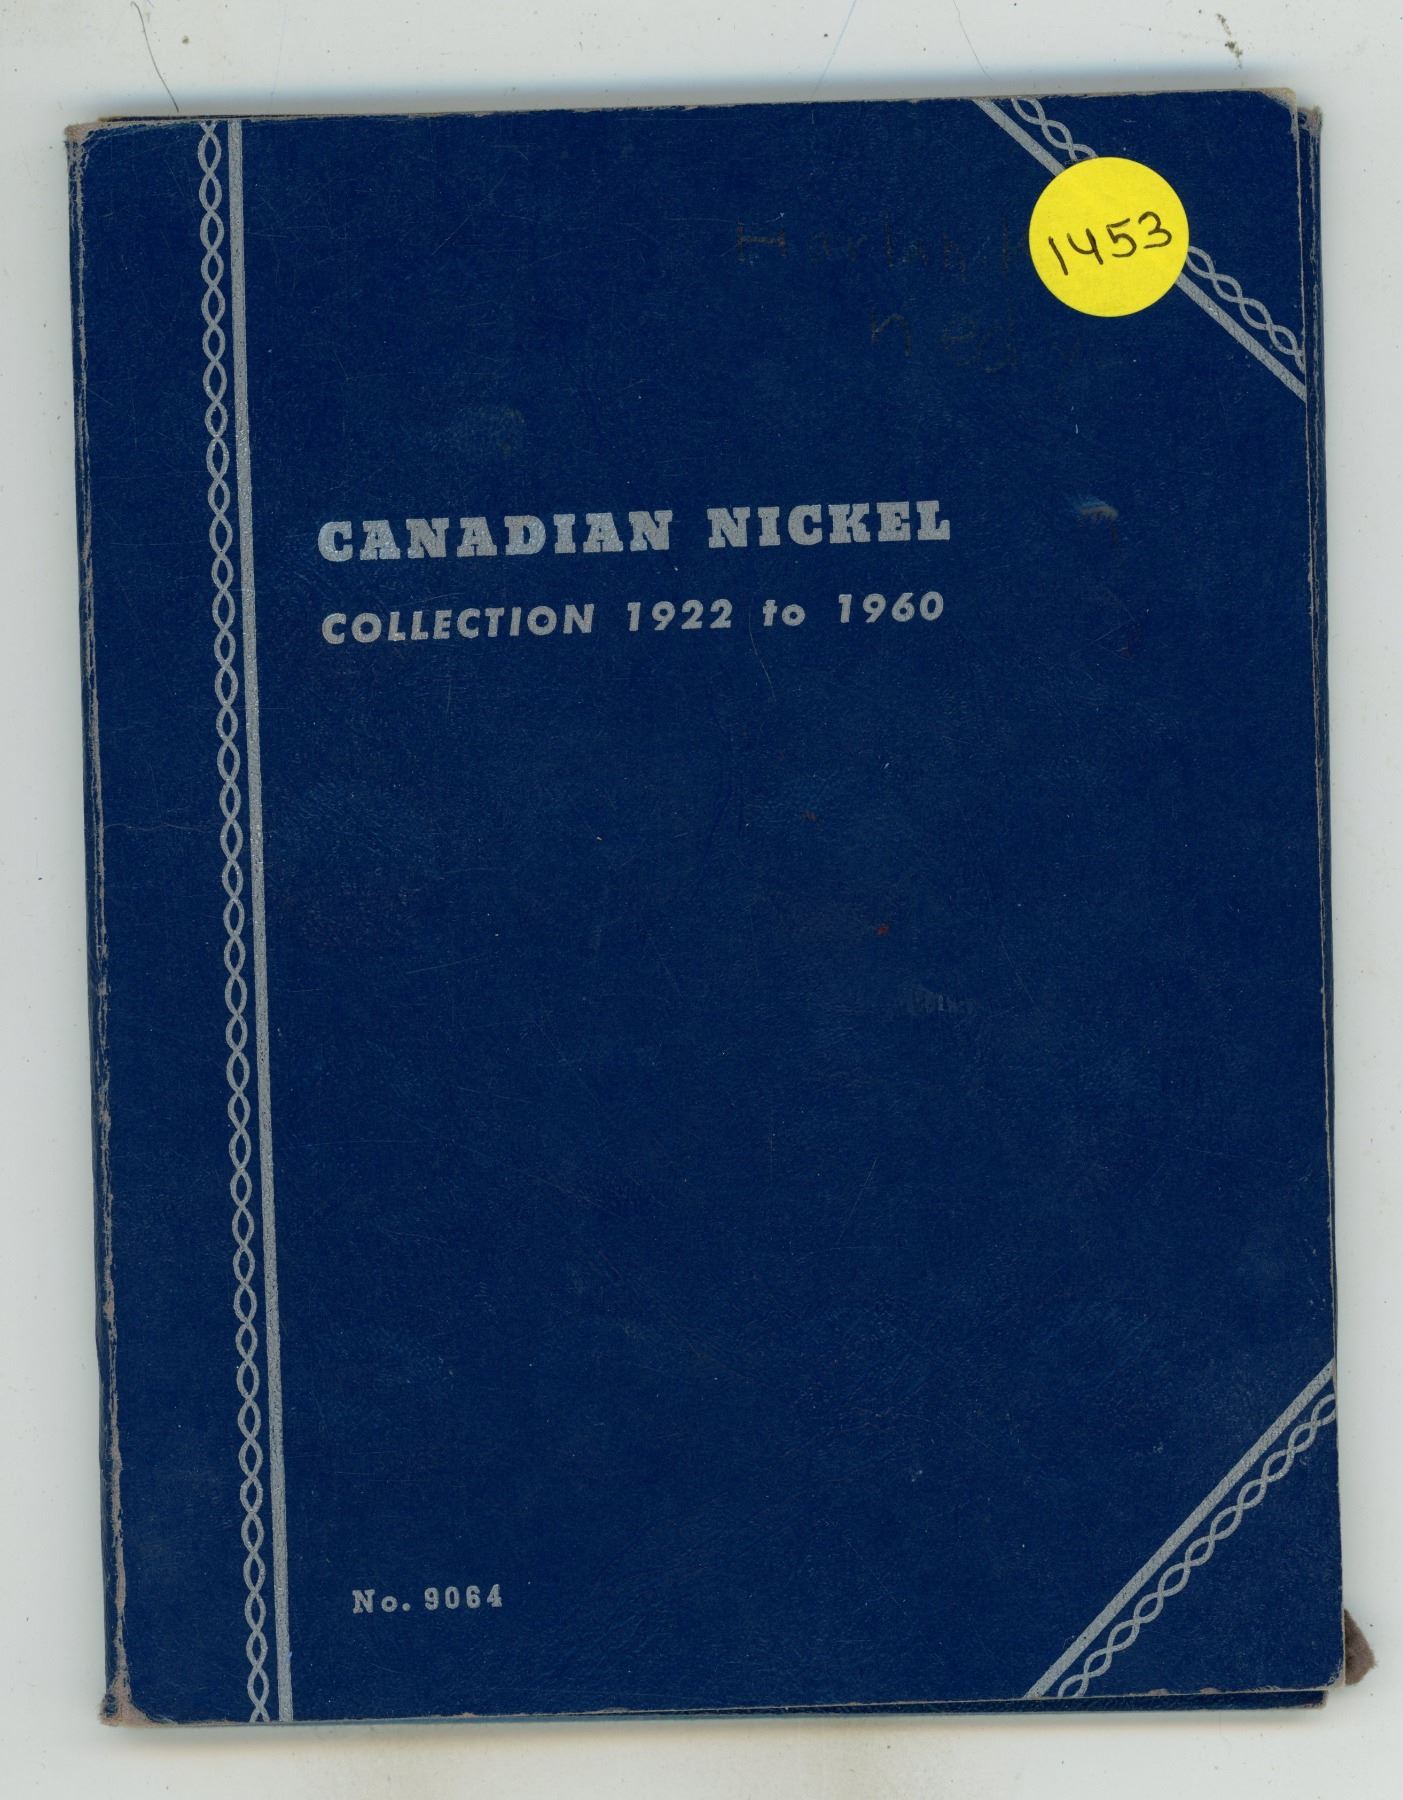 1453
CANADIAN NICKEL
COLLECTION 1922 to 1960
No. 9064